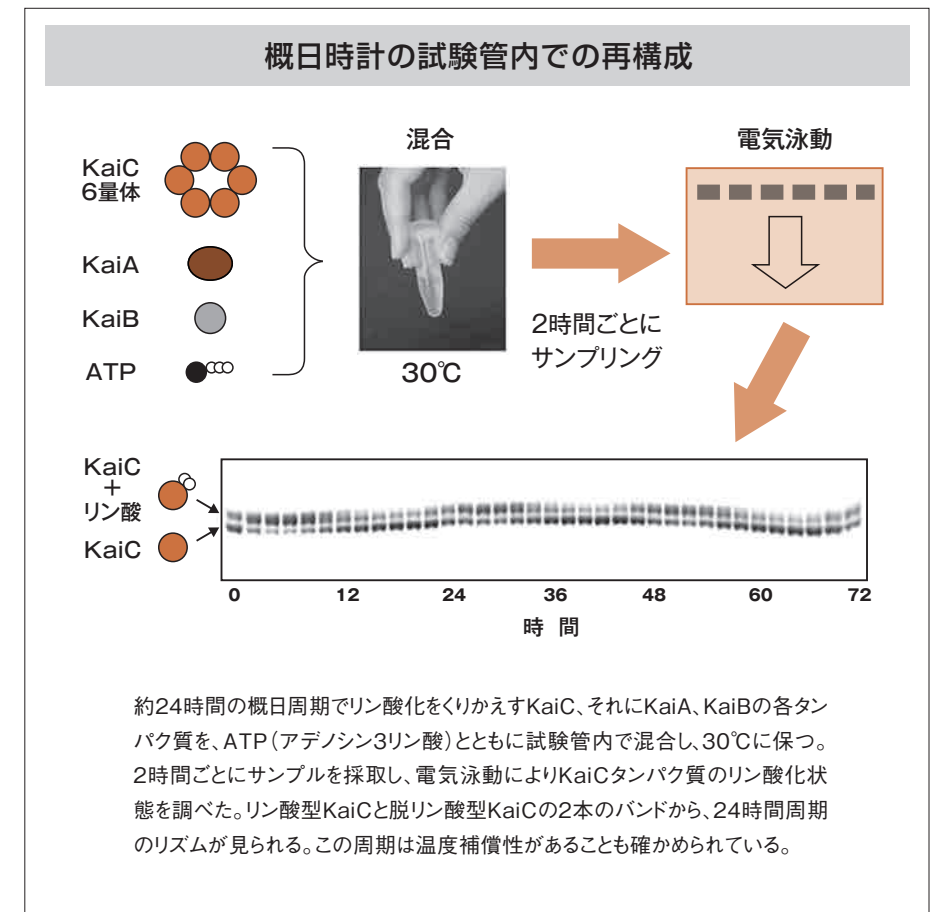 概日時計の試験管内での再構成
KaiC
6量体
KaiA
KaiB
ATP
混合
30℃
2時間ごとに
サンプリング
電気泳動
KaiC
+
リン酸
KaiC
0 12 24 36 48 60 72
時 間
約24時間の概日周期でリン酸化をくりかえすKaiC、それにKaiA、KaiBの各タン
パク質を、ATP(アデノシン3リン酸)とともに試験管内で混合し、30℃に保つ。
2時間ごとにサンプルを採取し、電気泳動によりKaiCタンパク質のリン酸化状
態を調べた。リン酸型KaiCと脱リン酸型KaiCの2本のバンドから、24時間周期
のリズムが見られる。この周期は温度補償性があることも確かめられている。